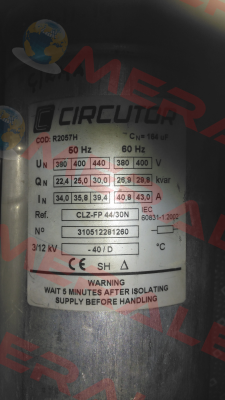 CIRCUTOR
COD: R2057H CN= 164 uF
50 Hz 60 Hz
UN 380 400 440 380 400 V
QN 22,4 25,0 30,0 26,9 29,9 kvar
IN 34,0 35,8 39,4 40,9 43,0 A
Ref. CLZ-FP 44/30N IEC 60831-1:2002
Nº 310512281260
3/12 kV - 40 / D °C
CE SH Δ
WARNING
WAIT 5 MINUTES AFTER ISOLATING
SUPPLY BEFORE HANDLING